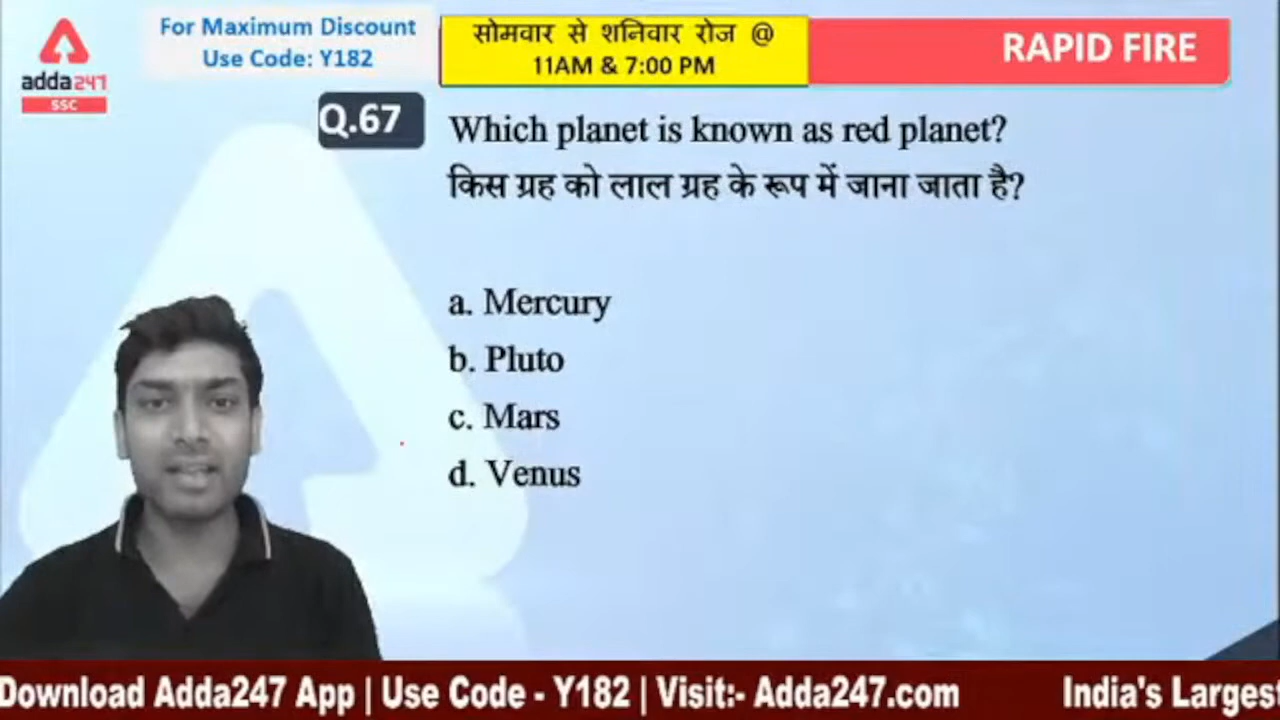 adda247
SSC
For Maximum Discount
Use Code: Y182
सोमवार से शनिवार रोज @
11AM & 7:00 PM
RAPID FIRE
Q.67
Which planet is known as red planet?
किस ग्रह को लाल ग्रह के रूप में जाना जाता है?
a. Mercury
b. Pluto
c. Mars
d. Venus
Download Adda247 App | Use Code - Y182 | Visit:- Adda247.com India's Largest